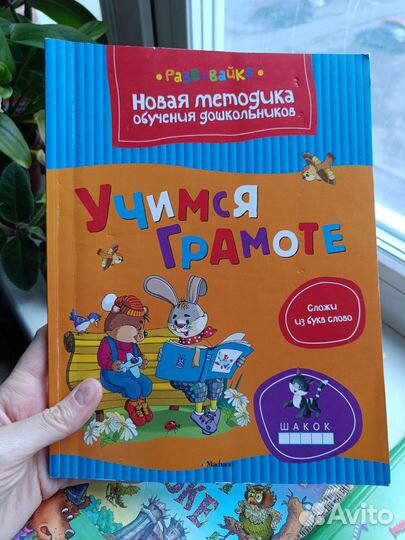 Развивайка
Новая методика
обучения дошкольников
Учимся
грамоте
Сложи
из букв слово
ШАКОК
Machaon
Avito